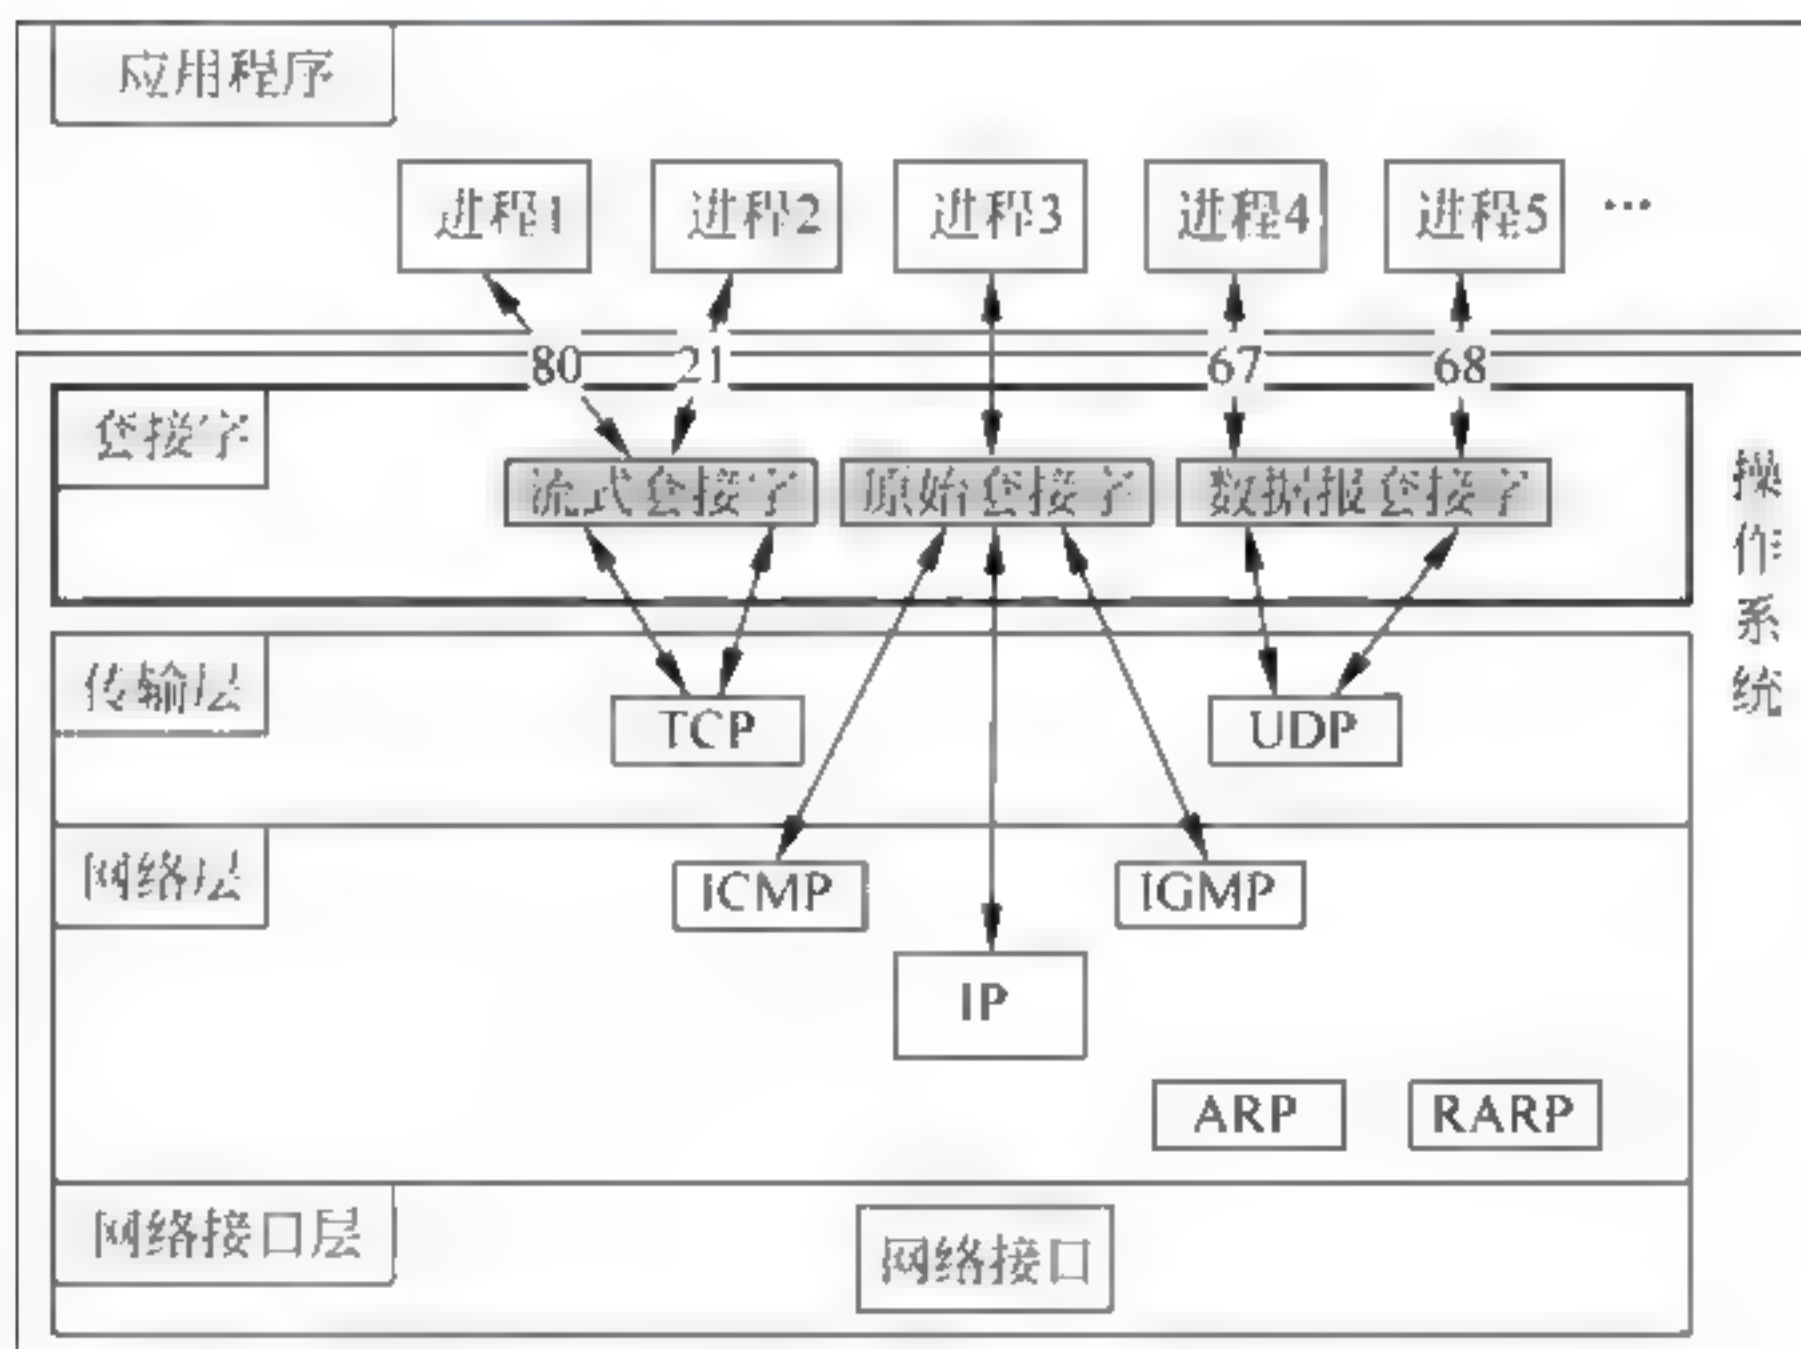 应用程序
进程1 进程2 进程3 进程4 进程5 …
80 21 67 68
套接字
流式套接字 原始套接字 数据报套接字
操作系统
传输层
TCP UDP
网络层
ICMP IGMP
IP
ARP RARP
网络接口层
网络接口